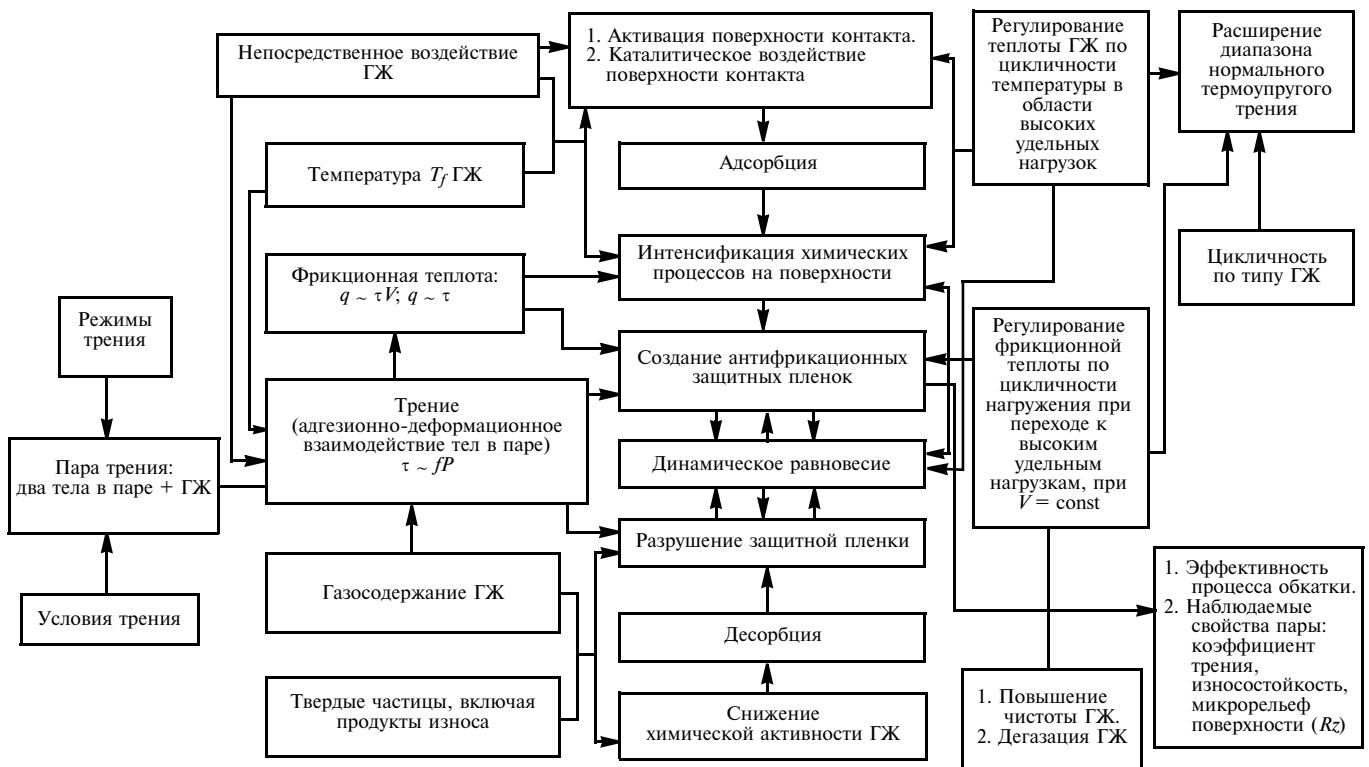 Непосредственное воздействие
ГЖ
1. Активация поверхности контакта.
2. Каталитическое воздействие
поверхности контакта
Регулирование
теплоты ГЖ по
цикличности
температуры в
области
высоких
удельных
нагрузок
Расширение
диапазона
нормального
термоупругого
трения
Температура Tf ГЖ
Адсорбция
Фрикционная теплота:
q ~ τV; q ~ τ
Интенсификация химических
процессов на поверхности
Цикличность
по типу ГЖ
Режимы
трения
Создание антифрикационных
защитных пленок
Регулирование
фрикционной
теплоты по
цикличности
нагружения при
переходе к
высоким
удельным
нагрузкам, при
V = const
Трение
(адгезионно-деформационное
взаимодействие тел в паре)
τ ~ fP
Пара трения:
два тела в паре + ГЖ
Динамическое равновесие
Разрушение защитной пленки
Газосодержание ГЖ
Условия трения
Десорбция
1. Эффективность
процесса обкатки.
2. Наблюдаемые
свойства пары:
коэффициент
трения,
износостойкость,
микрорельеф
поверхности (Rz)
Твердые частицы, включая
продукты износа
Снижение
химической активности ГЖ
1. Повышение
чистоты ГЖ.
2. Дегазация ГЖ